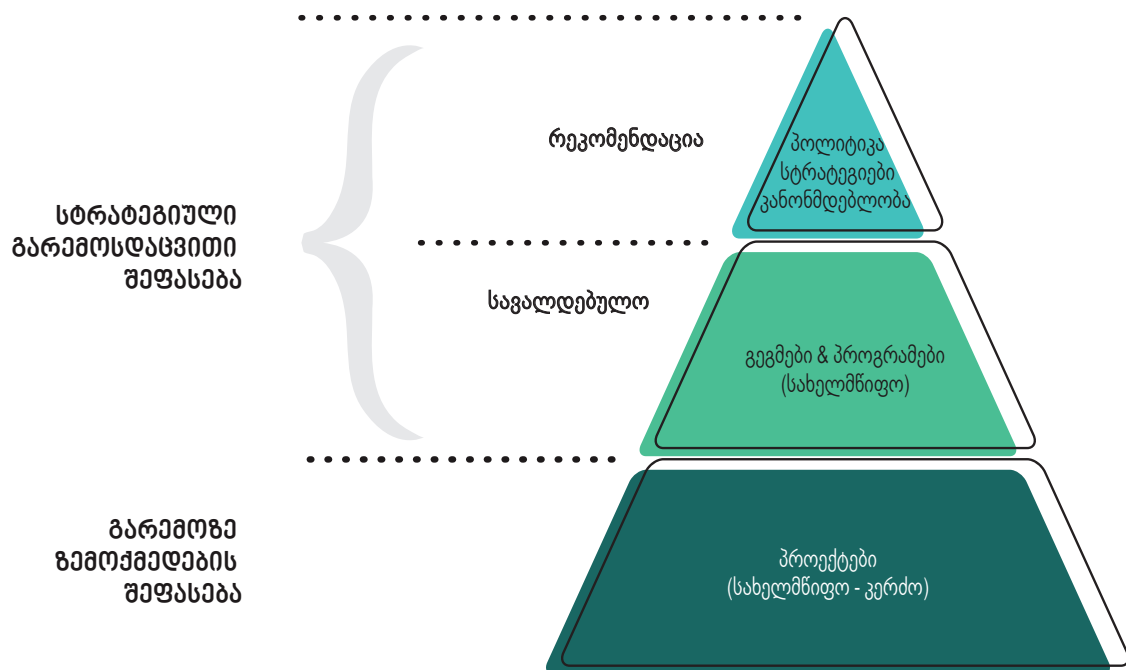 რეკომენდაცია
პოლიტიკა
სტრატეგიები
კანონმდებლობა
სტრატეგიული
გარემოსდაცვითი
შეფასება
სავალდებულო
გეგმები & პროგრამები
(სახელმწიფო)
გარემოზე
ზემოქმედების
შეფასება
პროექტები
(სახელმწიფო - კერძო)